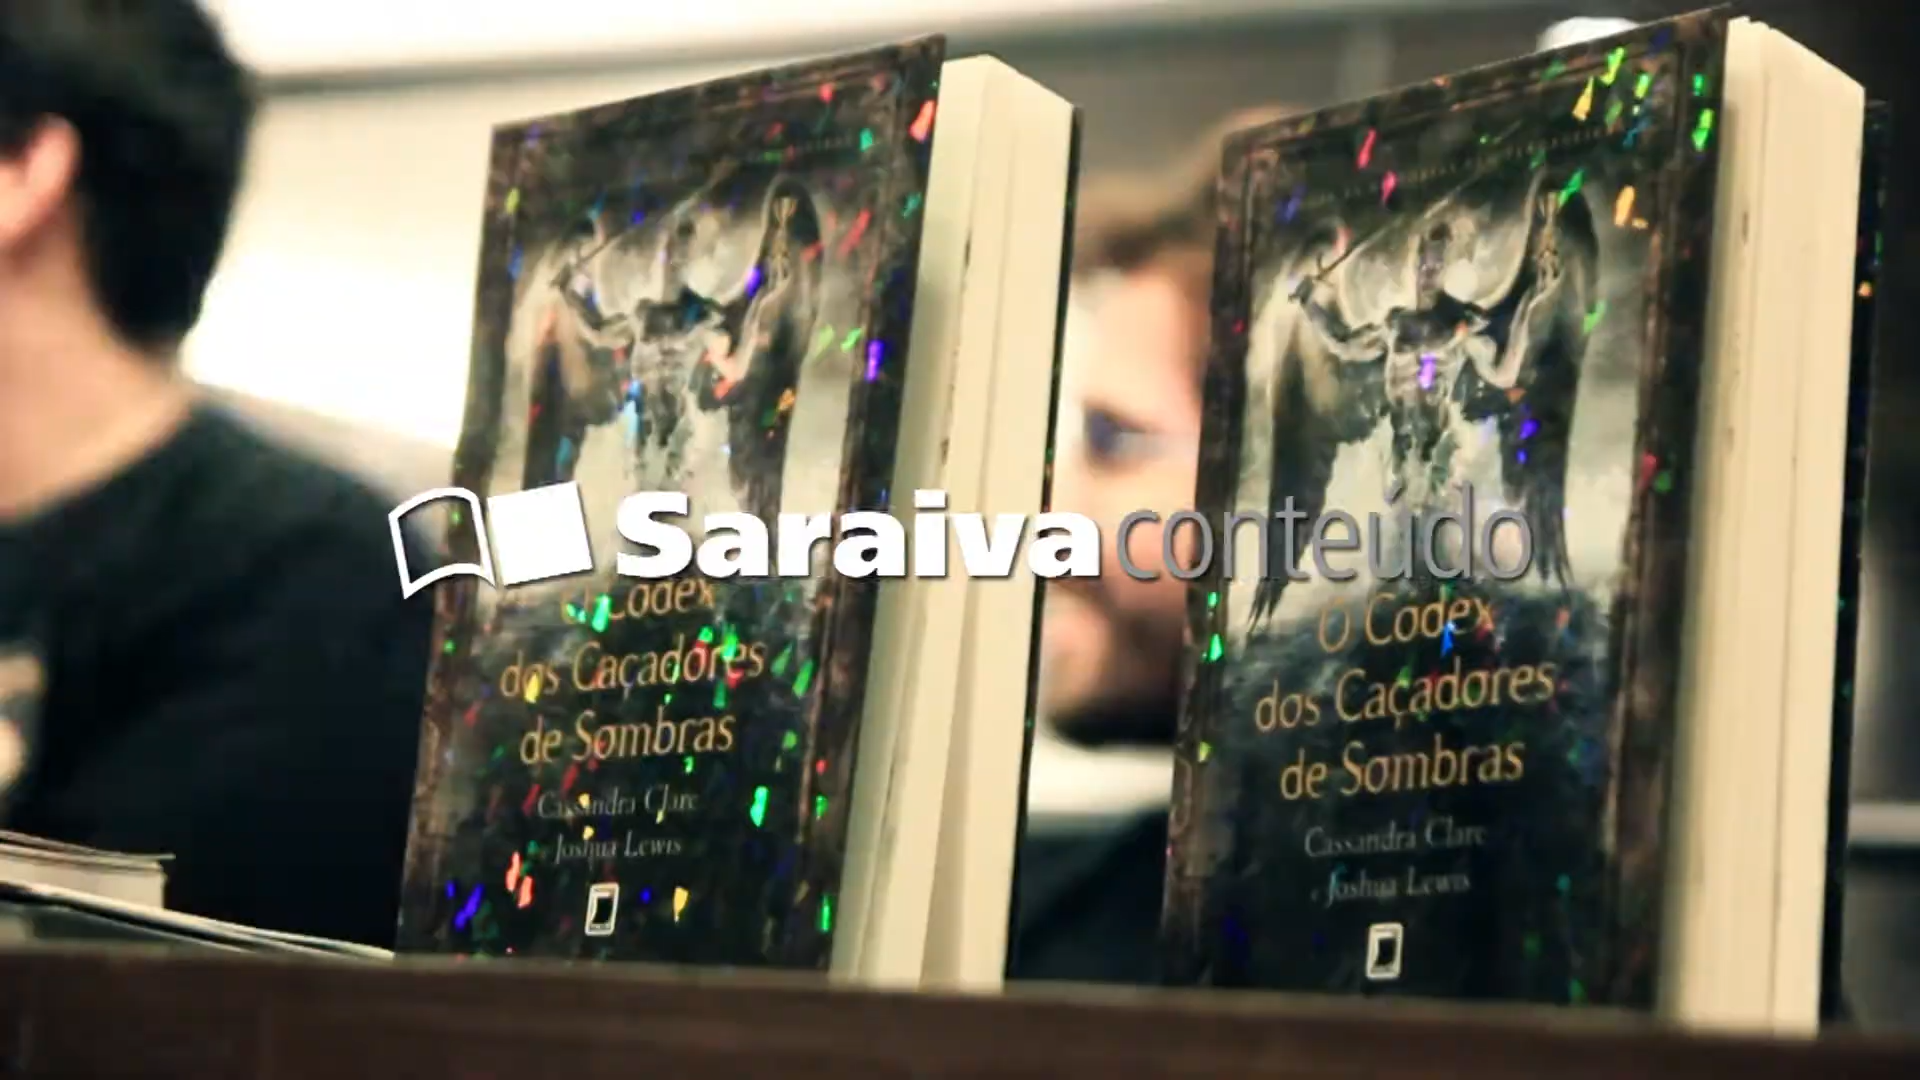 Saraiva conteúdo
O Codex
dos Caçadores
de Sombras
Cassandra Clare
Joshua Lewis
O Codex
dos Caçadores
de Sombras
Cassandra Clare
Joshua Lewis